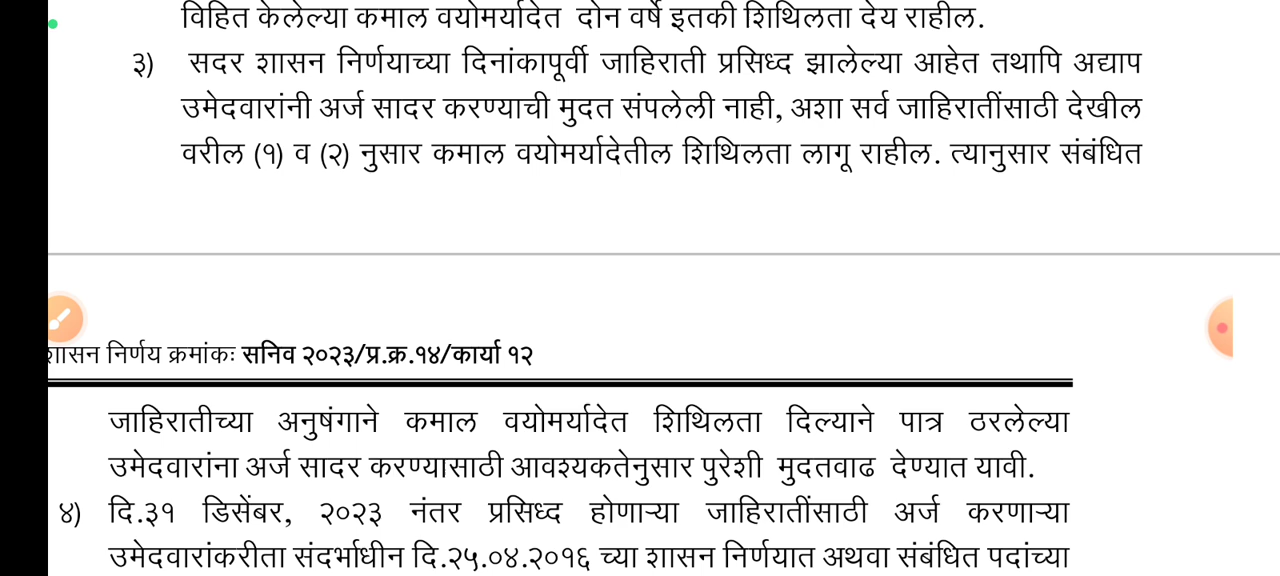 विहित केलेल्या कमाल वयोमर्यादेत दोन वर्षे इतकी शिथिलता देय राहील.
३) सदर शासन निर्णयाच्या दिनांकापूर्वी जाहिराती प्रसिध्द झालेल्या आहेत तथापि अद्याप
उमेदवारांनी अर्ज सादर करण्याची मुदत संपलेली नाही, अशा सर्व जाहिरातींसाठी देखील
वरील (१) व (२) नुसार कमाल वयोमर्यादेतील शिथिलता लागू राहील. त्यानुसार संबंधित
शासन निर्णय क्रमांकः सनिव २०२३/प्र.क्र.१४/कार्या १२
जाहिरातीच्या अनुषंगाने कमाल वयोमर्यादेत शिथिलता दिल्याने पात्र ठरलेल्या
उमेदवारांना अर्ज सादर करण्यासाठी आवश्यकतेनुसार पुरेशी मुदतवाढ देण्यात यावी.
४) दि.३१ डिसेंबर, २०२३ नंतर प्रसिध्द होणाऱ्या जाहिरातींसाठी अर्ज करणाऱ्या
उमेदवारांकरीता संदर्भाधीन दि.२५.०४.२०१६ च्या शासन निर्णयात अथवा संबंधित पदांच्या